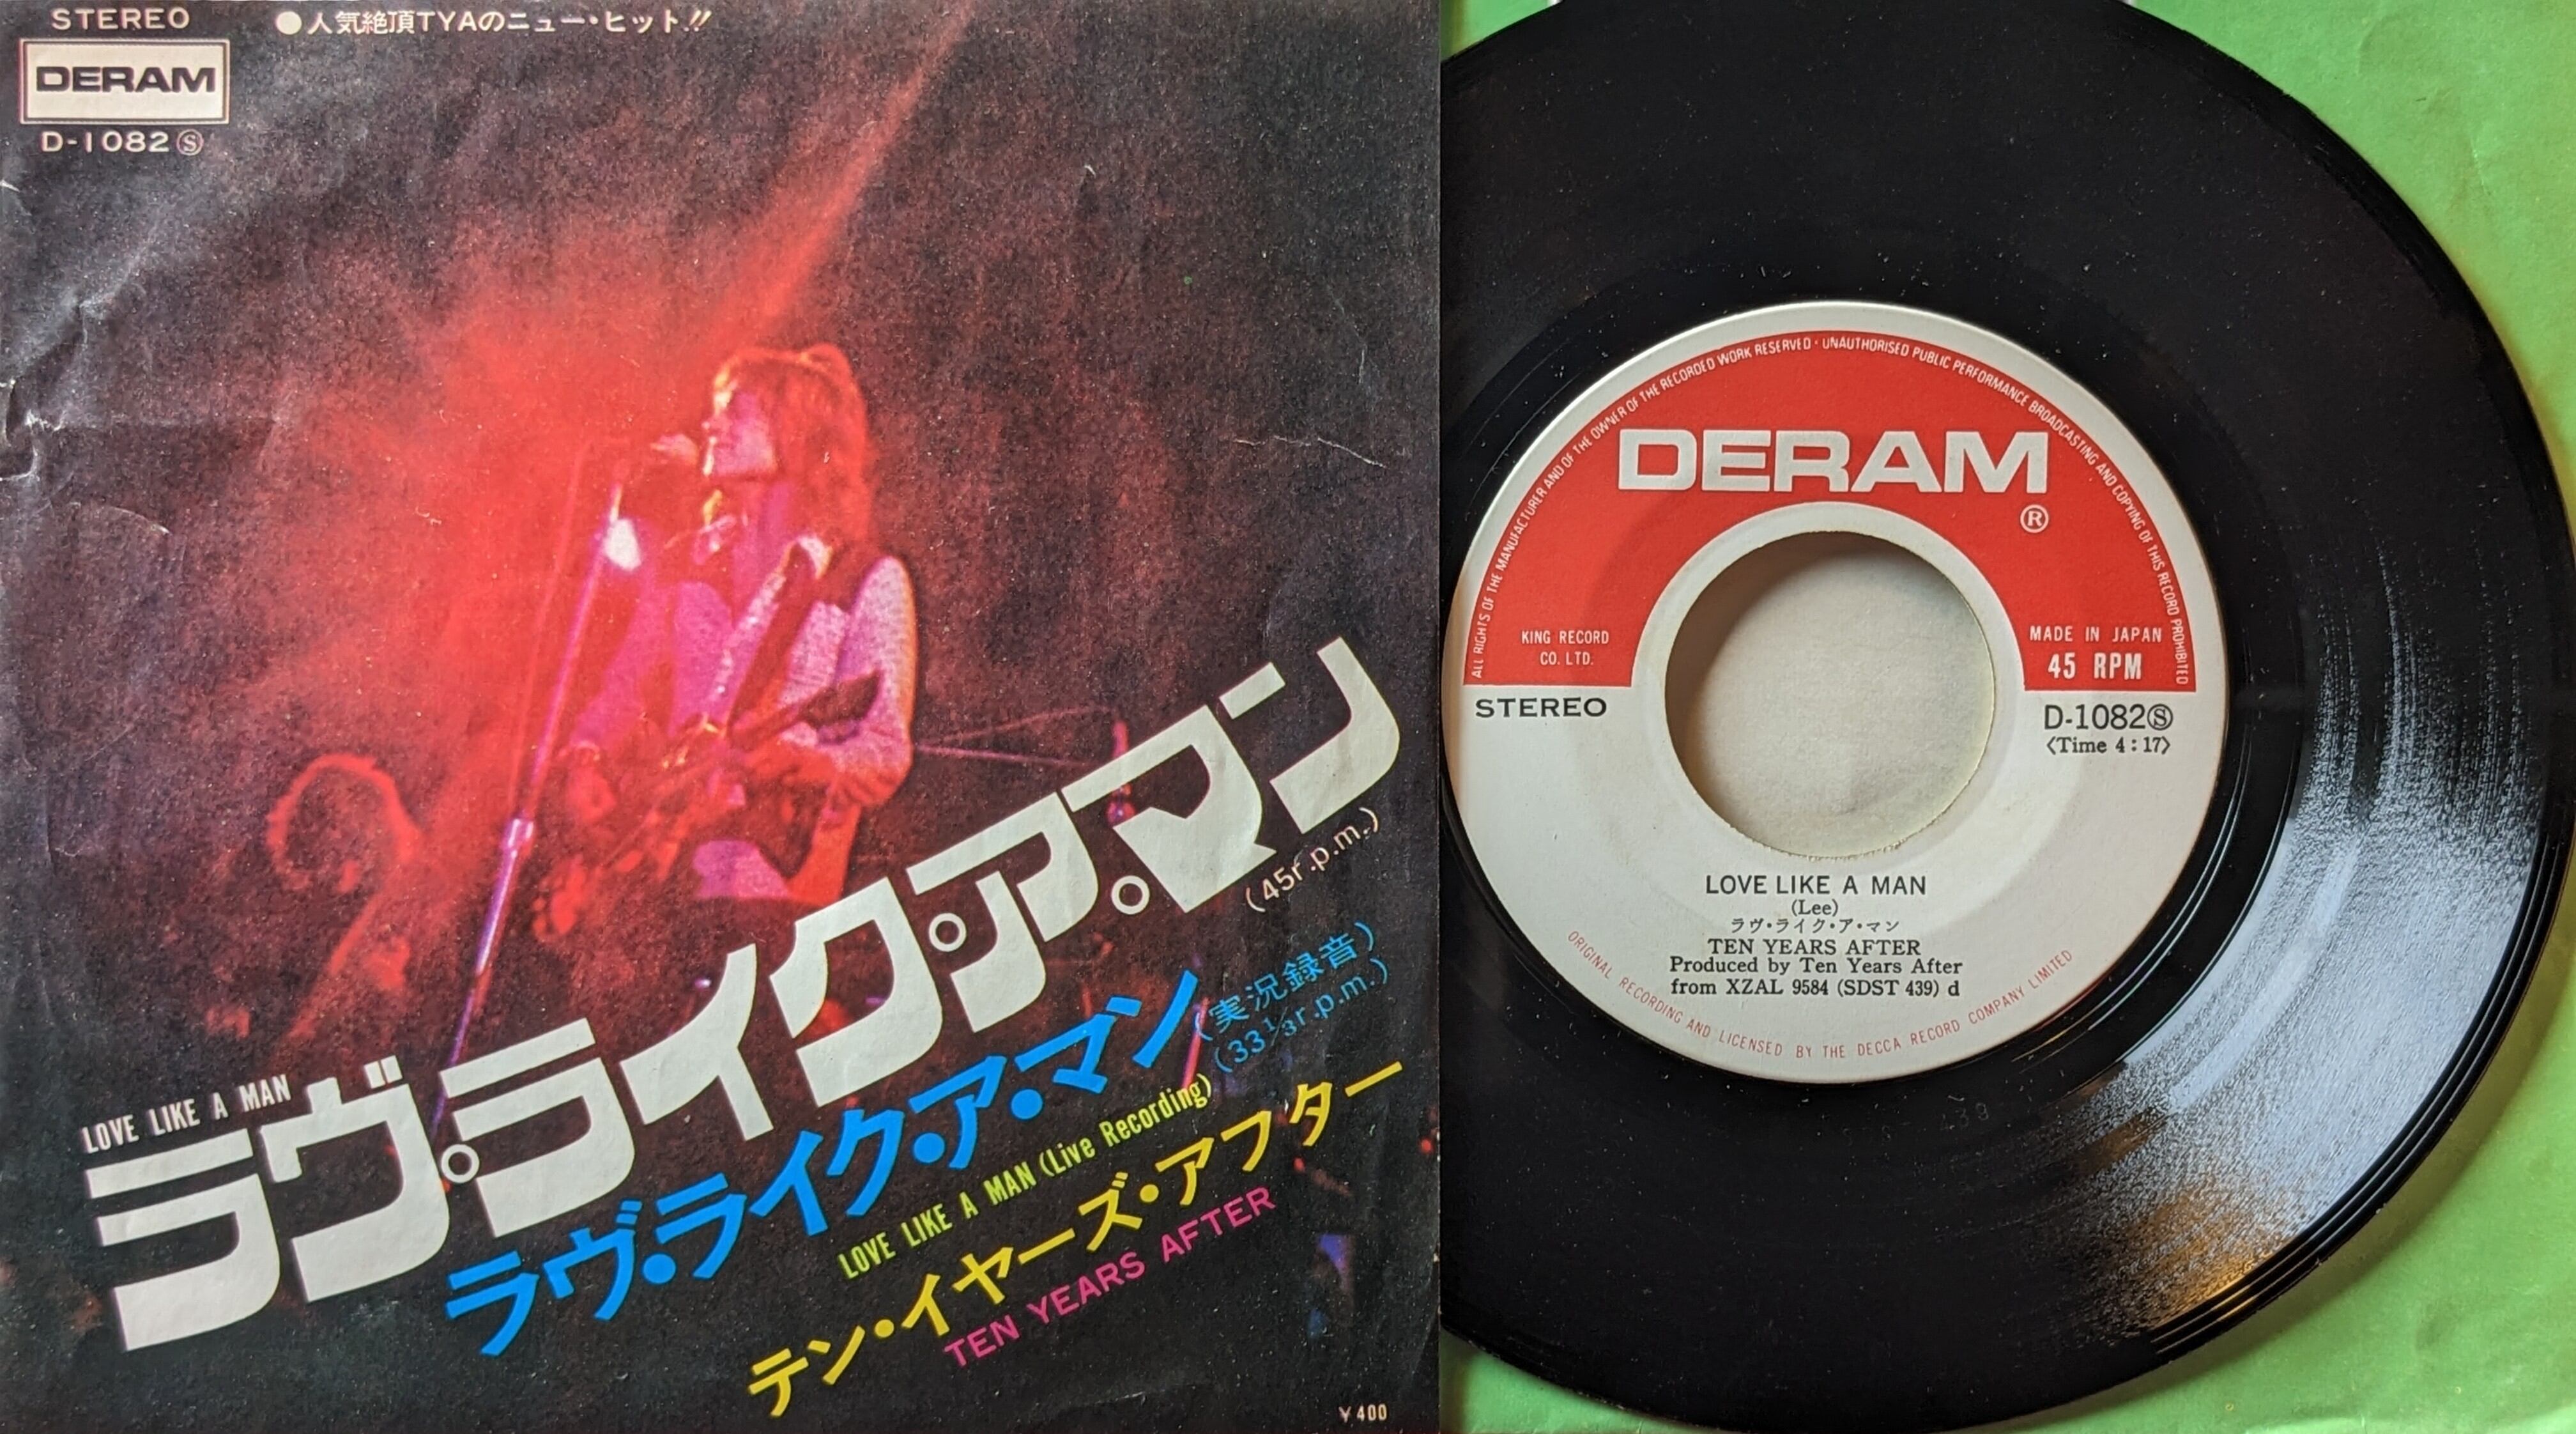 STEREO
DERAM
D-1082Ⓢ
●人気絶頂TYAのニュー・ヒット!!
LOVE LIKE A MAN
ラヴ・ライク・ア・マン
(45r.p.m.)
ラヴ・ライク・ア・マン(実況録音)
(33⅓r.p.m.)
LOVE LIKE A MAN (Live Recording)
テン・イヤーズ・アフター
TEN YEARS AFTER
¥400
ALL RIGHTS OF THE MANUFACTURER AND OF THE OWNER OF THE RECORDED WORK RESERVED · UNAUTHORISED PUBLIC PERFORMANCE BROADCASTING AND COPYING OF THIS RECORD PROHIBITED
DERAM
®
KING RECORD
CO. LTD.
MADE IN JAPAN
45 RPM
STEREO
D-1082Ⓢ
〈Time 4:17〉
LOVE LIKE A MAN
(Lee)
ラヴ・ライク・ア・マン
TEN YEARS AFTER
Produced by Ten Years After
from XZAL 9584 (SDST 439) d
ORIGINAL RECORDING AND LICENSED BY THE DECCA RECORD COMPANY LIMITED